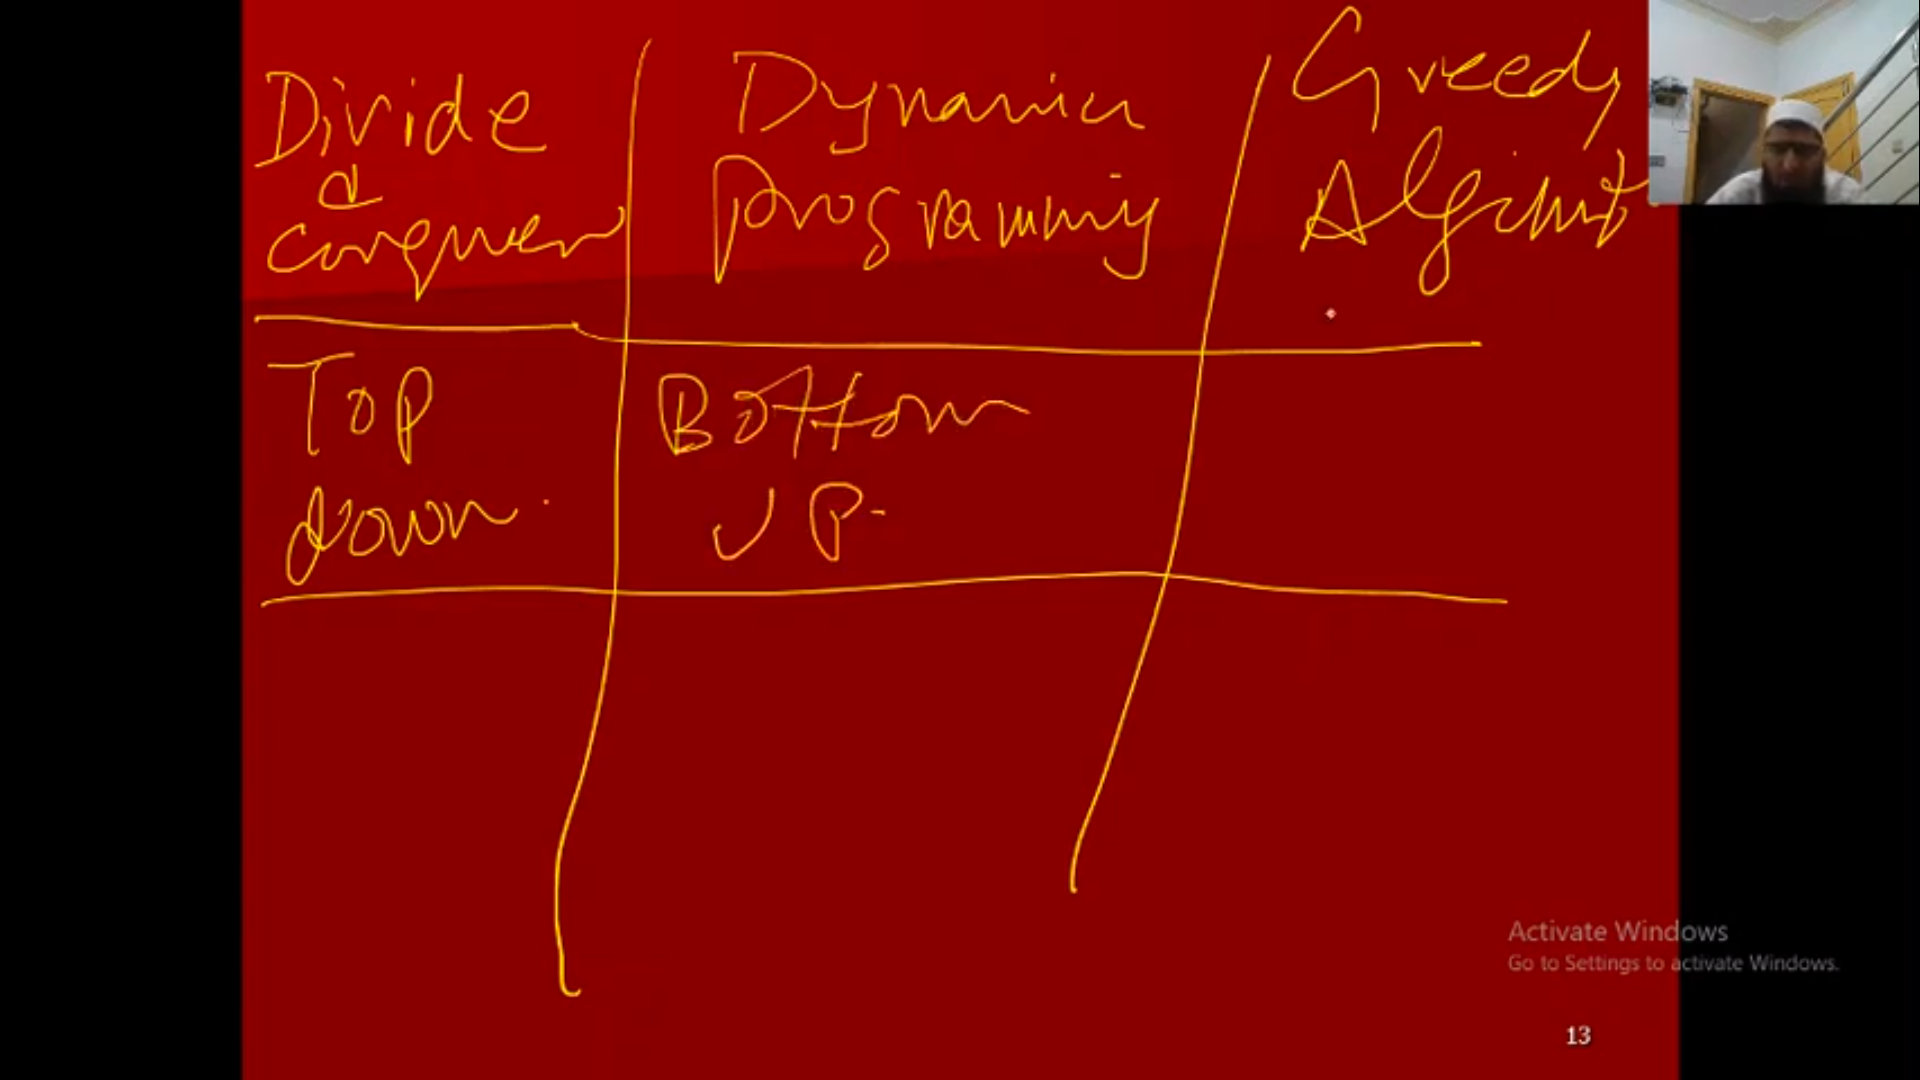 Divide
&
conquer
Dynamic
Programming
Greedy
Algorithm
Top
down.
Bottom
UP-
Activate Windows
Go to Settings to activate Windows.
13